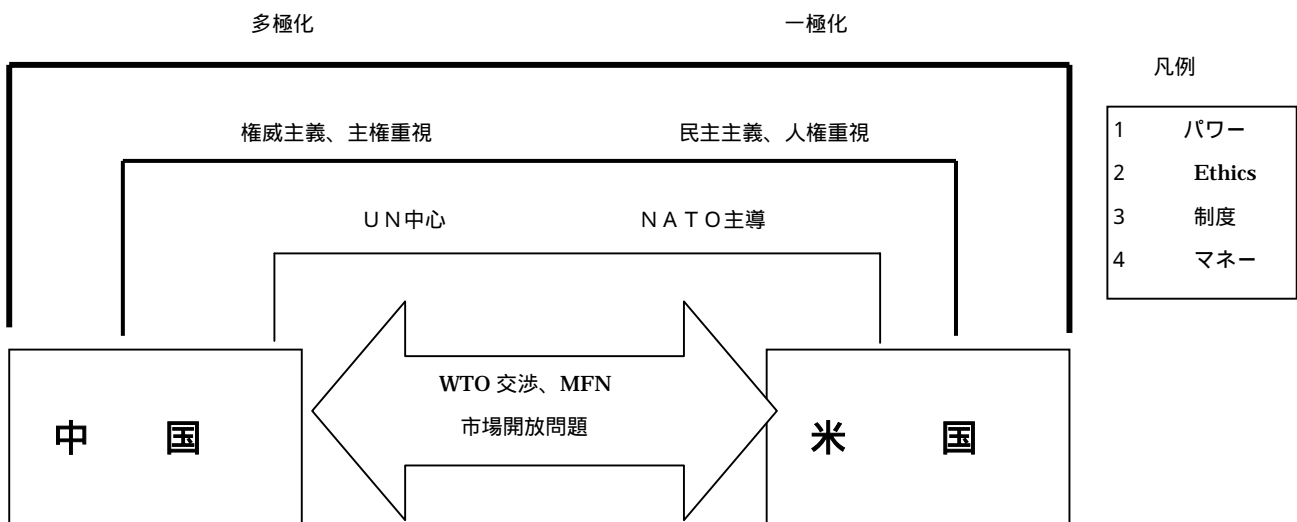 多極化 一極化
凡例
権威主義、主権重視 民主主義、人権重視
1 パワー
2 Ethics
3 制度
4 マネー
ＵＮ中心 ＮＡＴＯ主導
WTO 交渉、MFN
市場開放問題
中 国
米 国